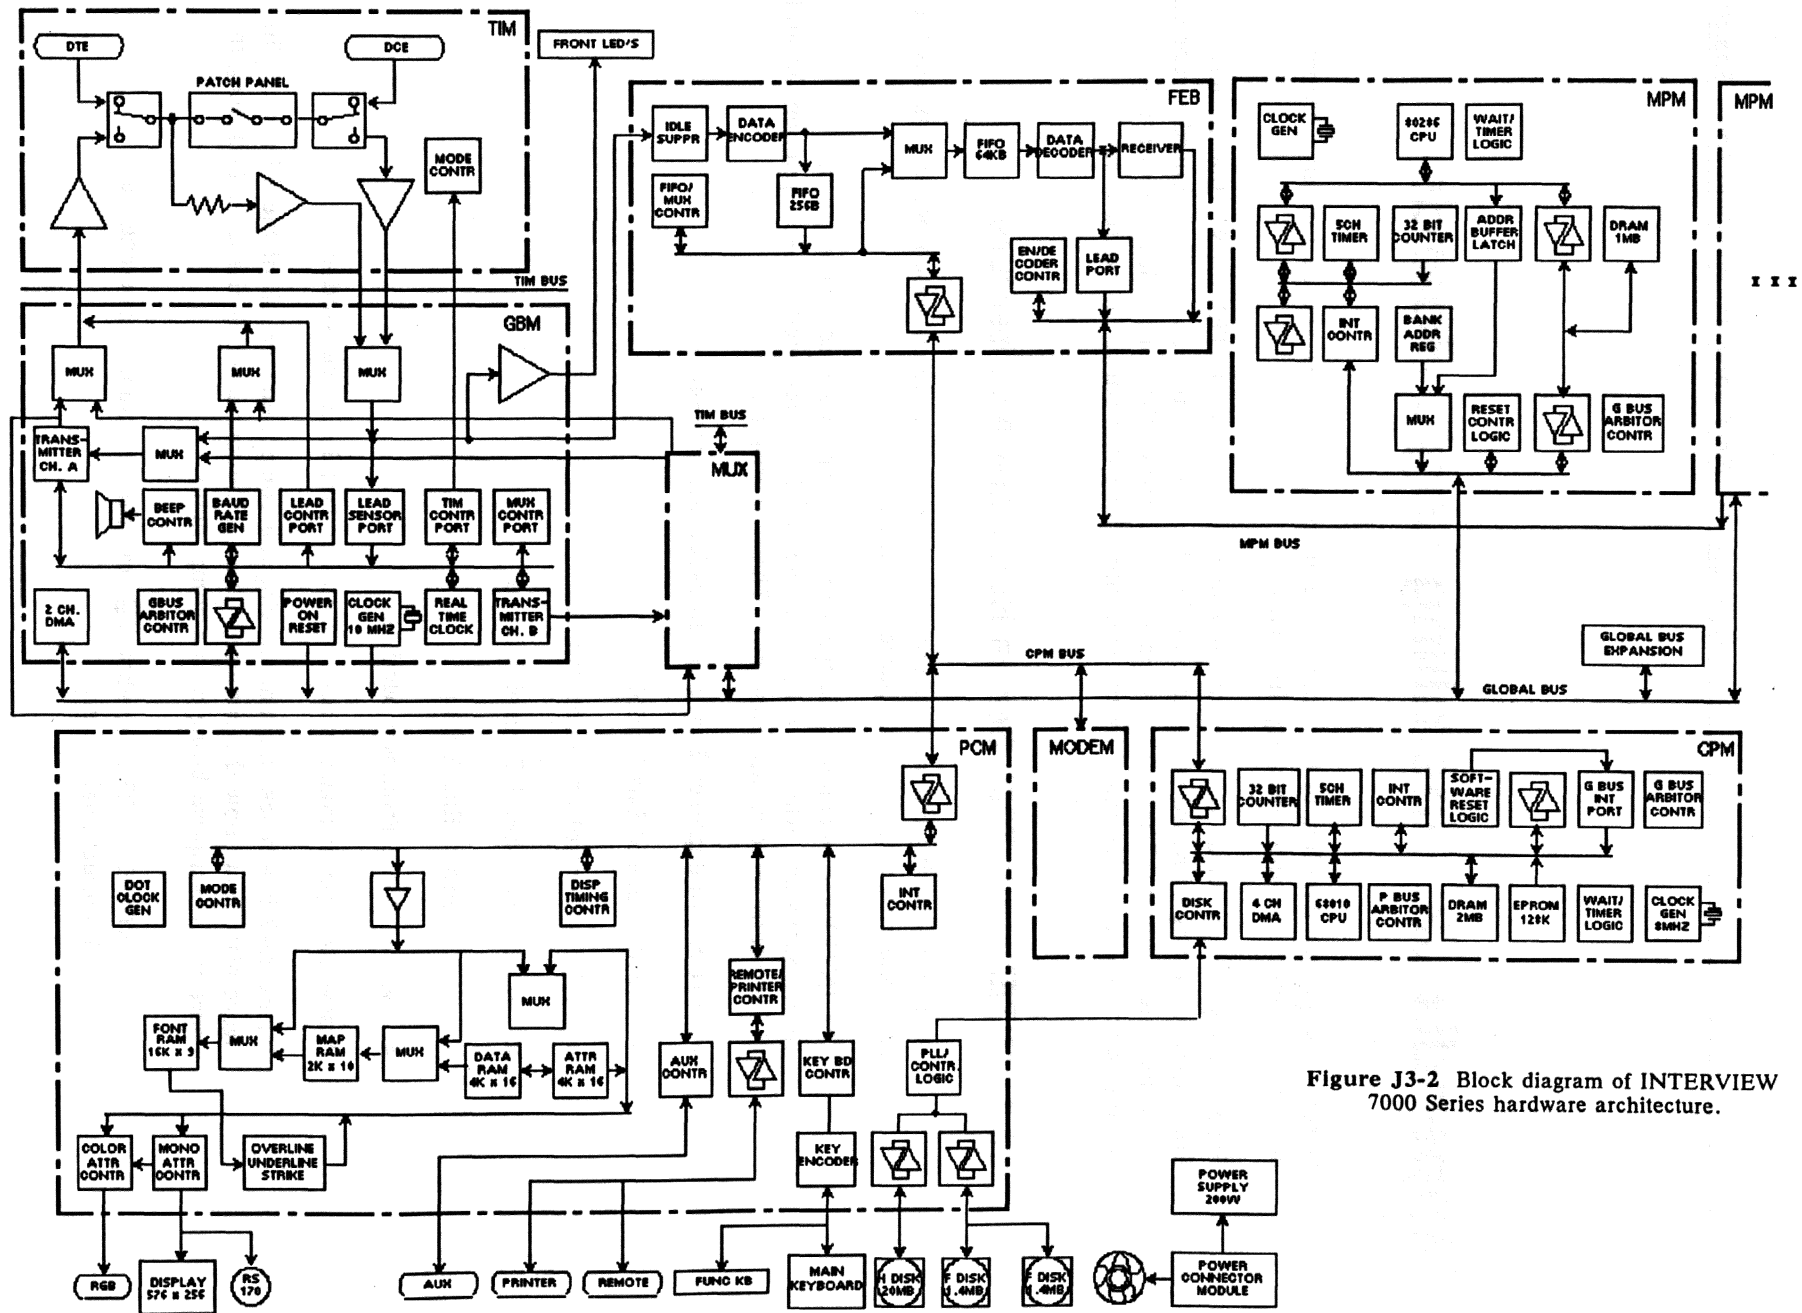 TIM
DTE
DCE
PATCH PANEL
MODE
CONTR
TIM BUS
FRONT LED'S
FEB
IDLE
SUPPR
DATA
ENCODER
MUX
FIFO
64KB
DATA
DECODER
RECEIVER
FIFO/
MUX
CONTR
FIFO
256B
EN/DE
CODER
CONTR
LEAD
PORT
MPM
CLOCK
GEN
80286
CPU
WAIT/
TIMER
LOGIC
5CH
TIMER
32 BIT
COUNTER
ADDR
BUFFER
LATCH
DRAM
1MB
INT
CONTR
BANK
ADDR
REG
MUX
RESET
CONTR
LOGIC
G BUS
ARBITOR
CONTR
MPM
GBM
MUX
MUX
MUX
TRANS-
MITTER
CH. A
MUX
BEEP
CONTR
BAUD
RATE
GEN
LEAD
CONTR
PORT
LEAD
SENSOR
PORT
TIM
CONTR
PORT
MUX
CONTR
PORT
2 CH.
DMA
GBUS
ARBITOR
CONTR
POWER
ON
RESET
CLOCK
GEN
10 MHZ
REAL
TIME
CLOCK
TRANS-
MITTER
CH. B
TIM BUS
MUX
MPM BUS
CPM BUS
GLOBAL BUS
EXPANSION
GLOBAL BUS
PCM
DOT
CLOCK
GEN
MODE
CONTR
DISP
TIMING
CONTR
INT
CONTR
MUX
REMOTE/
PRINTER
CONTR
FONT
RAM
16K x 9
MUX
MAP
RAM
2K x 10
MUX
DATA
RAM
4K x 16
ATTR
RAM
4K x 16
AUX
CONTR
KEY BD
CONTR
PLL/
CONTR
LOGIC
COLOR
ATTR
CONTR
MONO
ATTR
CONTR
OVERLINE
UNDERLINE
STRIKE
KEY
ENCODER
RGB
DISPLAY
576 x 256
RS
170
AUX
PRINTER
REMOTE
FUNC KB
MAIN
KEYBOARD
H DISK
20MB
F DISK
1.4MB
F DISK
1.4MB
MODEM
CPM
32 BIT
COUNTER
5CH
TIMER
INT
CONTR
SOFT-
WARE
RESET
LOGIC
G BUS
INT
PORT
G BUS
ARBITOR
CONTR
DISK
CONTR
4 CH
DMA
68010
CPU
P BUS
ARBITOR
CONTR
DRAM
2MB
EPROM
128K
WAIT/
TIMER
LOGIC
CLOCK
GEN
8MHZ
POWER
SUPPLY
200W
POWER
CONNECTOR
MODULE
Figure J3-2 Block diagram of INTERVIEW
7000 Series hardware architecture.